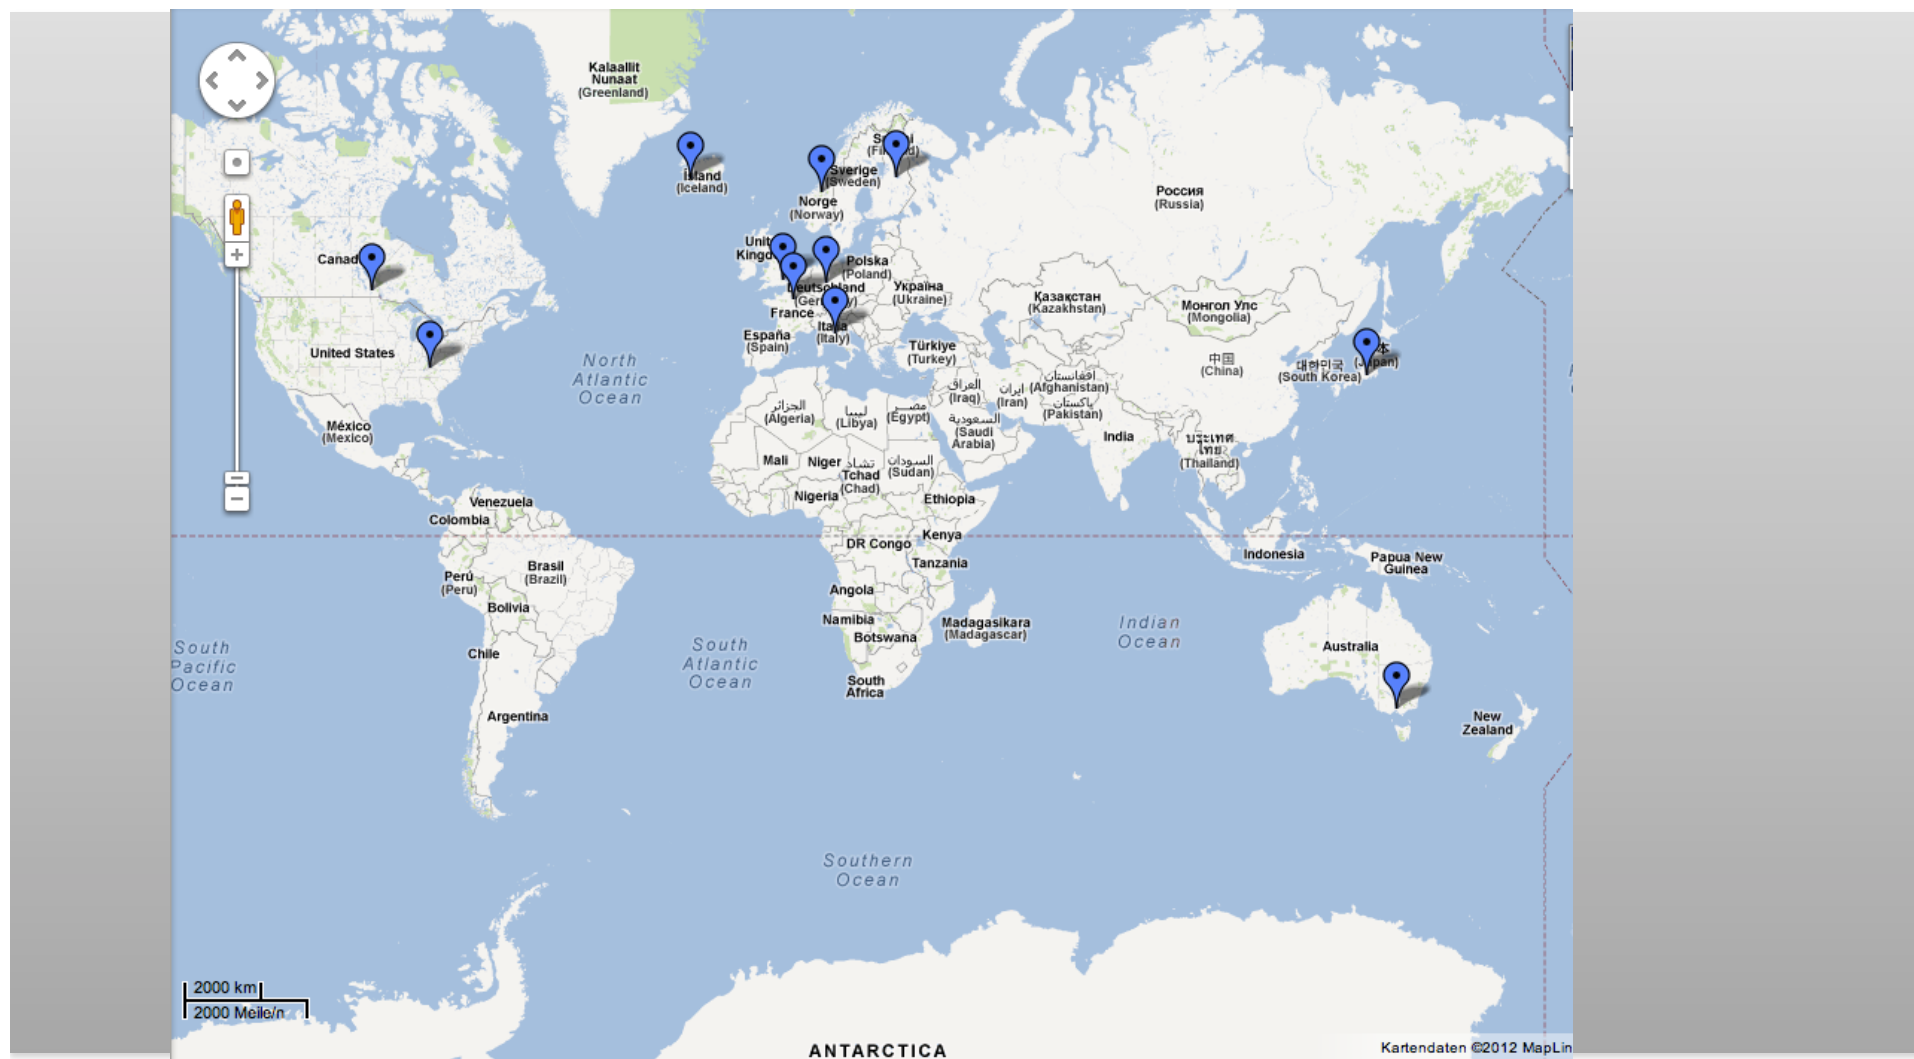 Kalaallit
Nunaat
(Greenland)
Ísland
(Iceland)
Sverige
(Sweden)
Norge
(Norway)
Россия
(Russia)
Polska
(Poland)
Deutschland
Україна
(Ukraine)
France
Italia
(Italy)
España
(Spain)
Türkiye
(Turkey)
Қазақстан
(Kazakhstan)
Монгол Улс
(Mongolia)
中国
(China)
대한민국
(South Korea)
(Japan)
United States
México
(Mexico)
North
Atlantic
Ocean
الجزائر
(Algeria)
ليبيا
(Libya)
مصر
(Egypt)
العراق
(Iraq)
ایران
(Iran)
افغانستان
(Afghanistan)
پاکستان
(Pakistan)
السعودية
(Saudi
Arabia)
India
ประเทศ
ไทย
(Thailand)
Mali
Niger
تشاد
Tchad
(Chad)
السودان
(Sudan)
Nigeria
Ethiopia
Venezuela
Colombia
DR Congo
Kenya
Tanzania
Indonesia
Papua New
Guinea
Brasil
(Brazil)
Perú
(Peru)
Bolivia
Angola
Namibia
Botswana
Madagasikara
(Madagascar)
Indian
Ocean
Australia
South
Pacific
Ocean
Chile
South
Atlantic
Ocean
South
Africa
Argentina
New
Zealand
Southern
Ocean
2000 km
2000 Meile/n
ANTARCTICA
Kartendaten ©2012 MapLin